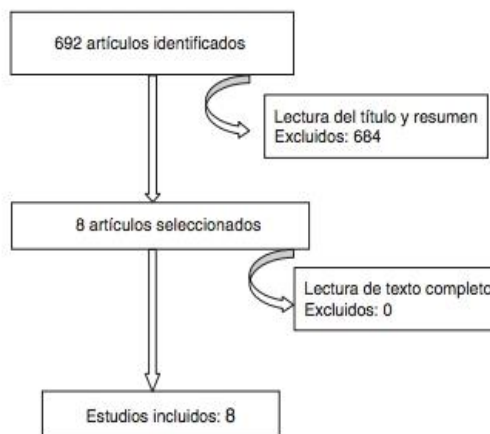 692 artículos identificados
Lectura del título y resumen
Excluidos: 684
8 artículos seleccionados
Lectura de texto completo
Excluidos: 0
Estudios incluidos: 8